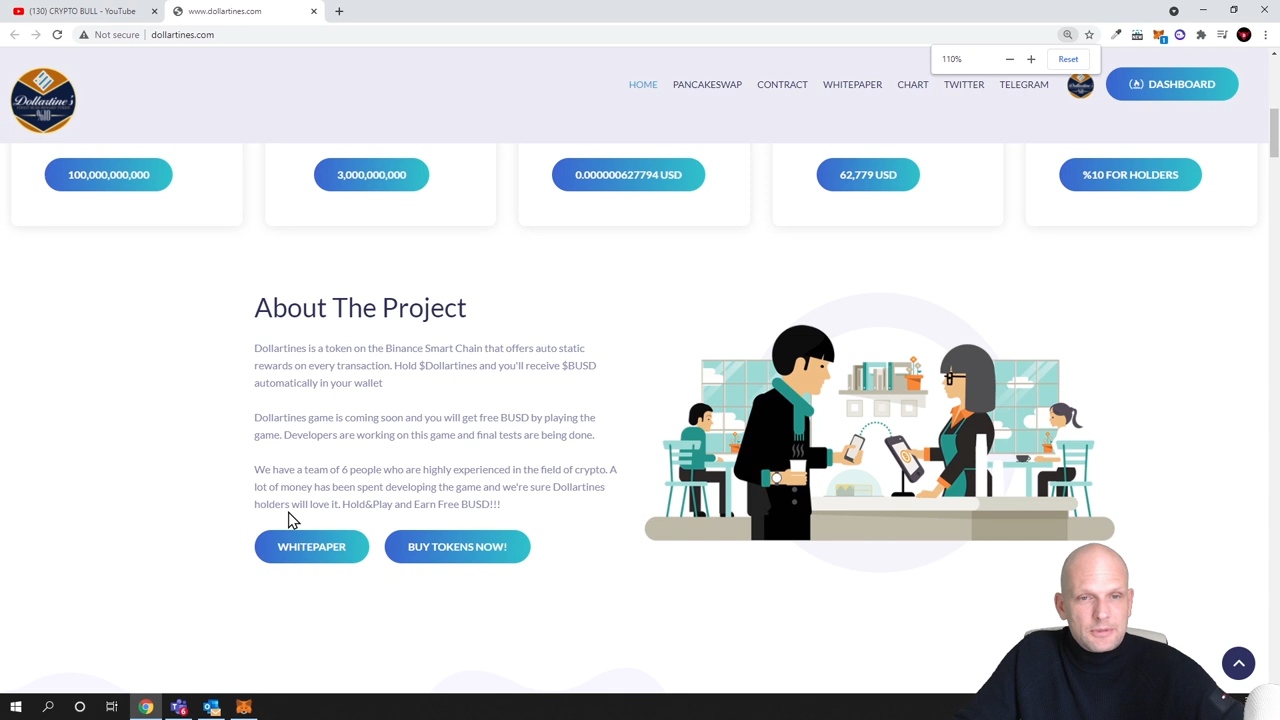 (130) CRYPTO BULL - YouTube
www.dollartines.com
Not secure
dollartines.com
110%
Reset
Dollartine's
%10
HOME
PANCAKESWAP
CONTRACT
WHITEPAPER
CHART
TWITTER
TELEGRAM
DASHBOARD
100,000,000,000
3,000,000,000
0.000000627794 USD
62,779 USD
%10 FOR HOLDERS
About The Project
Dollartines is a token on the Binance Smart Chain that offers auto static
rewards on every transaction. Hold $Dollartines and you'll receive $BUSD
automatically in your wallet
Dollartines game is coming soon and you will get free BUSD by playing the
game. Developers are working on this game and final tests are being done.
We have a team of 6 people who are highly experienced in the field of crypto. A
lot of money has been spent developing the game and we're sure Dollartines
holders will love it. Hold&Play and Earn Free BUSD!!!
WHITEPAPER
BUY TOKENS NOW!